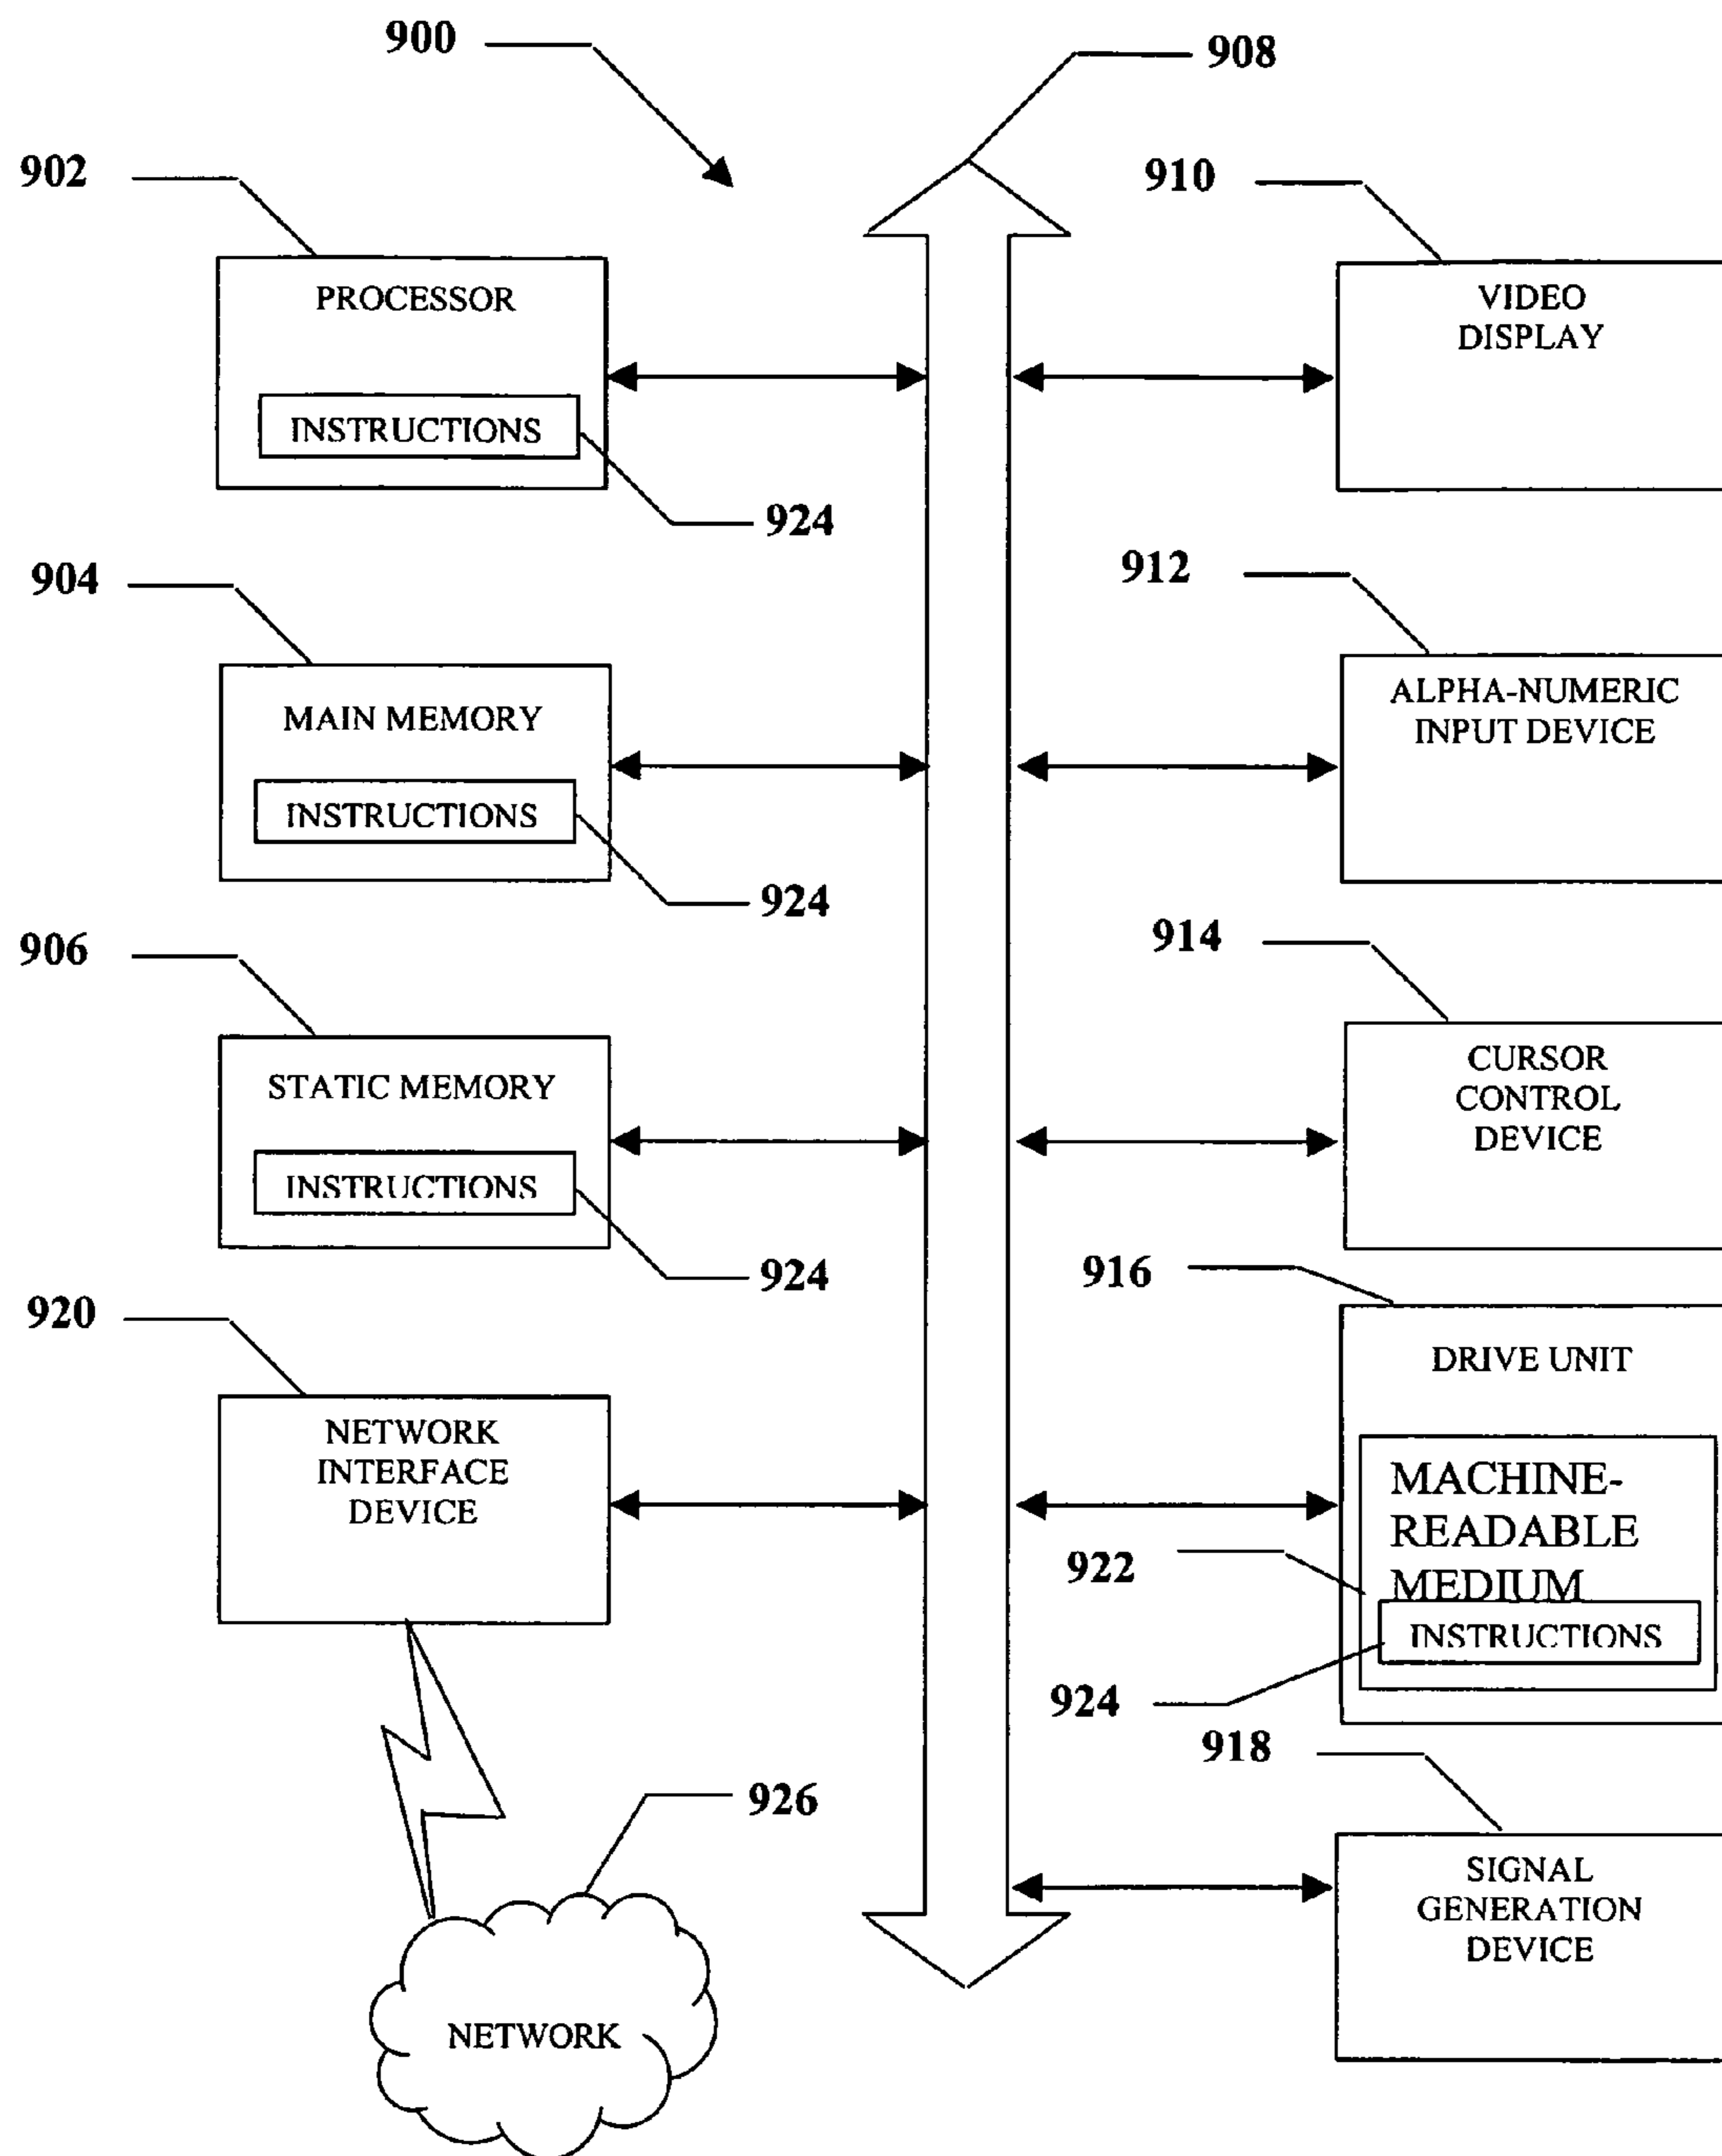 900
908
902
910
PROCESSOR
INSTRUCTIONS
924
VIDEO
DISPLAY
904
912
MAIN MEMORY
INSTRUCTIONS
924
ALPHA-NUMERIC
INPUT DEVICE
906
914
STATIC MEMORY
INSTRUCTIONS
924
CURSOR
CONTROL
DEVICE
920
916
NETWORK
INTERFACE
DEVICE
DRIVE UNIT
MACHINE-
READABLE
MEDIUM
922
INSTRUCTIONS
924
918
926
NETWORK
SIGNAL
GENERATION
DEVICE